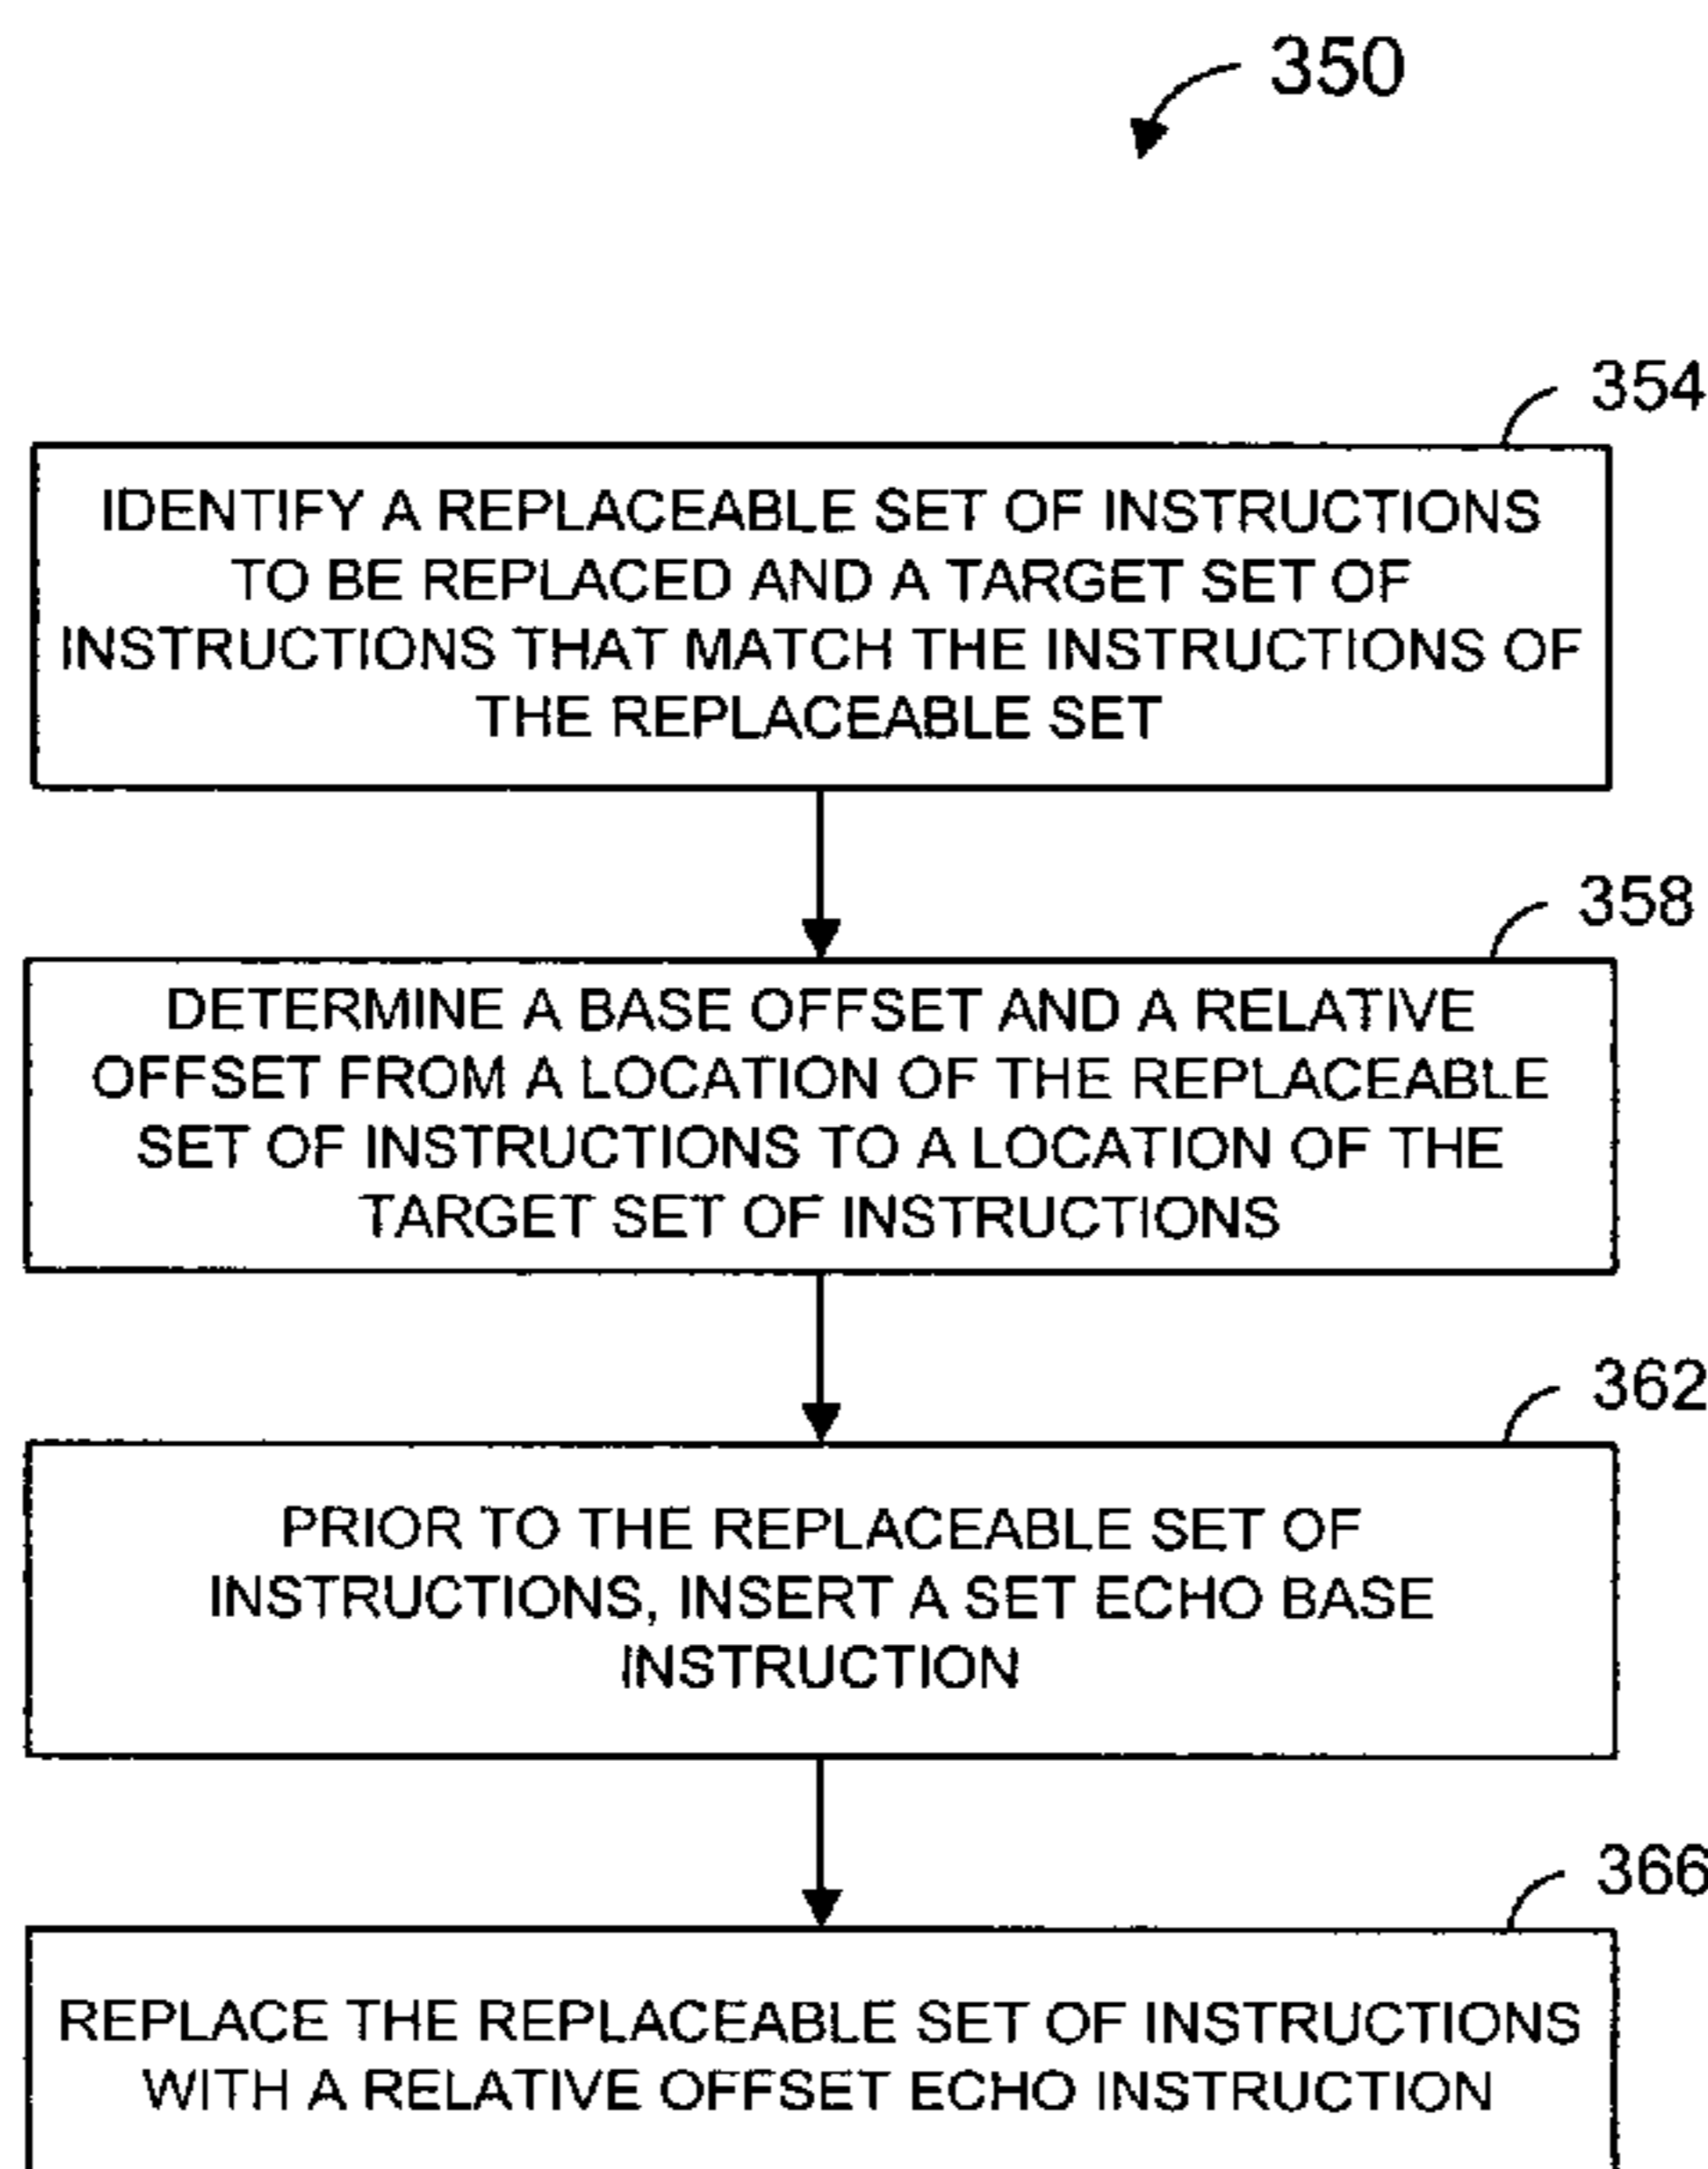 350
354
IDENTIFY A REPLACEABLE SET OF INSTRUCTIONS
TO BE REPLACED AND A TARGET SET OF
INSTRUCTIONS THAT MATCH THE INSTRUCTIONS OF
THE REPLACEABLE SET
358
DETERMINE A BASE OFFSET AND A RELATIVE
OFFSET FROM A LOCATION OF THE REPLACEABLE
SET OF INSTRUCTIONS TO A LOCATION OF THE
TARGET SET OF INSTRUCTIONS
362
PRIOR TO THE REPLACEABLE SET OF
INSTRUCTIONS, INSERT A SET ECHO BASE
INSTRUCTION
366
REPLACE THE REPLACEABLE SET OF INSTRUCTIONS
WITH A RELATIVE OFFSET ECHO INSTRUCTION